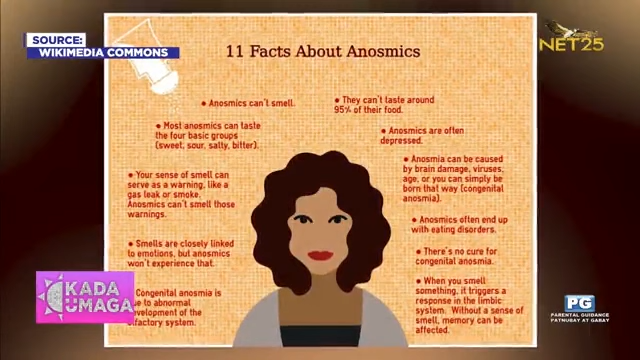 SOURCE:
WIKIMEDIA COMMONS
NET25
11 Facts About Anosmics
• Anosmics can't smell.
• Most anosmics can taste
the four basic groups
(sweet, sour, salty, bitter).
• Your sense of smell can
serve as a warning, like a
gas leak or smoke.
Anosmics can't smell those
warnings.
• Smells are closely linked
to emotions, but anosmics
won't experience that.
Congenital anosmia is
due to abnormal
development of the
olfactory system.
• They can't taste around
95% of their food.
• Anosmics are often
depressed.
• Anosmia can be caused
by brain damage, viruses,
age, or you can simply be
born that way (congenital
anosmia).
• Anosmics often end up
with eating disorders.
• There's no cure for
congenital anosmia.
• When you smell
something, it triggers a
response in the limbic
system. Without a sense of
smell, memory can be
affected.
KADA
UMAGA
PG
PARENTAL GUIDANCE
PATNUBAY AT GABAY